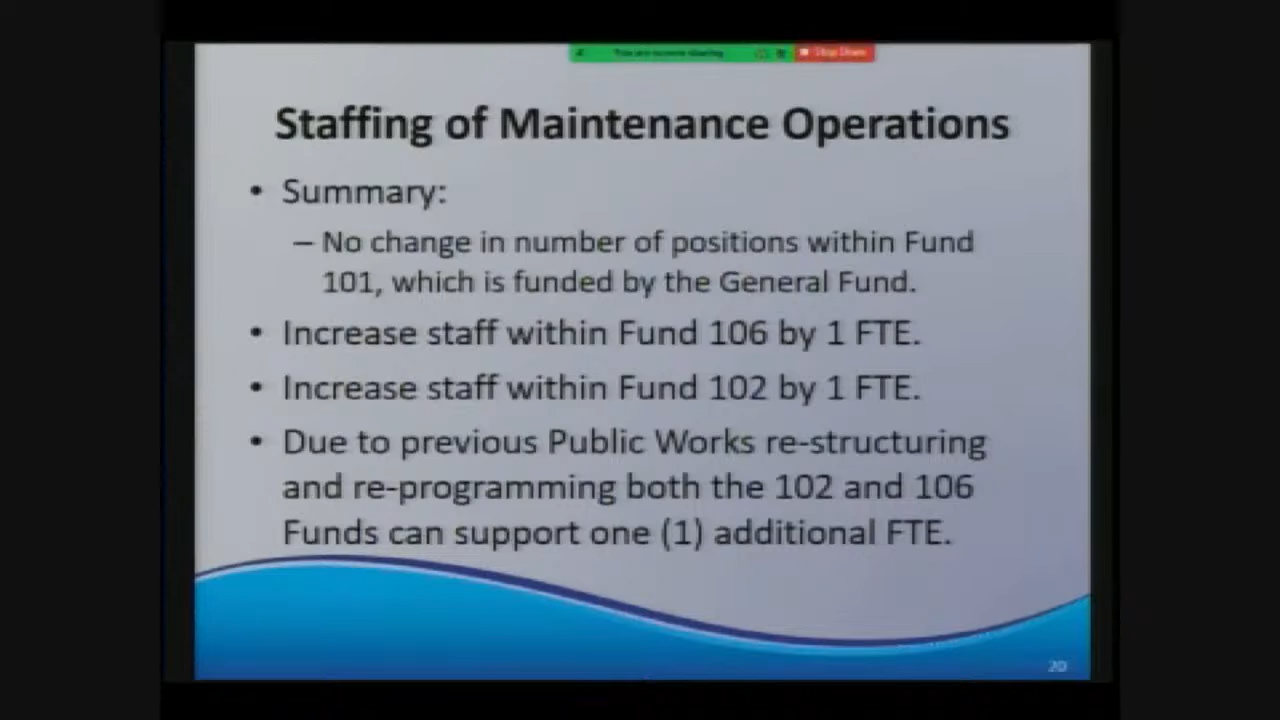 Stop Share
Staffing of Maintenance Operations
• Summary:
– No change in number of positions within Fund
101, which is funded by the General Fund.
• Increase staff within Fund 106 by 1 FTE.
• Increase staff within Fund 102 by 1 FTE.
• Due to previous Public Works re-structuring
and re-programming both the 102 and 106
Funds can support one (1) additional FTE.
20